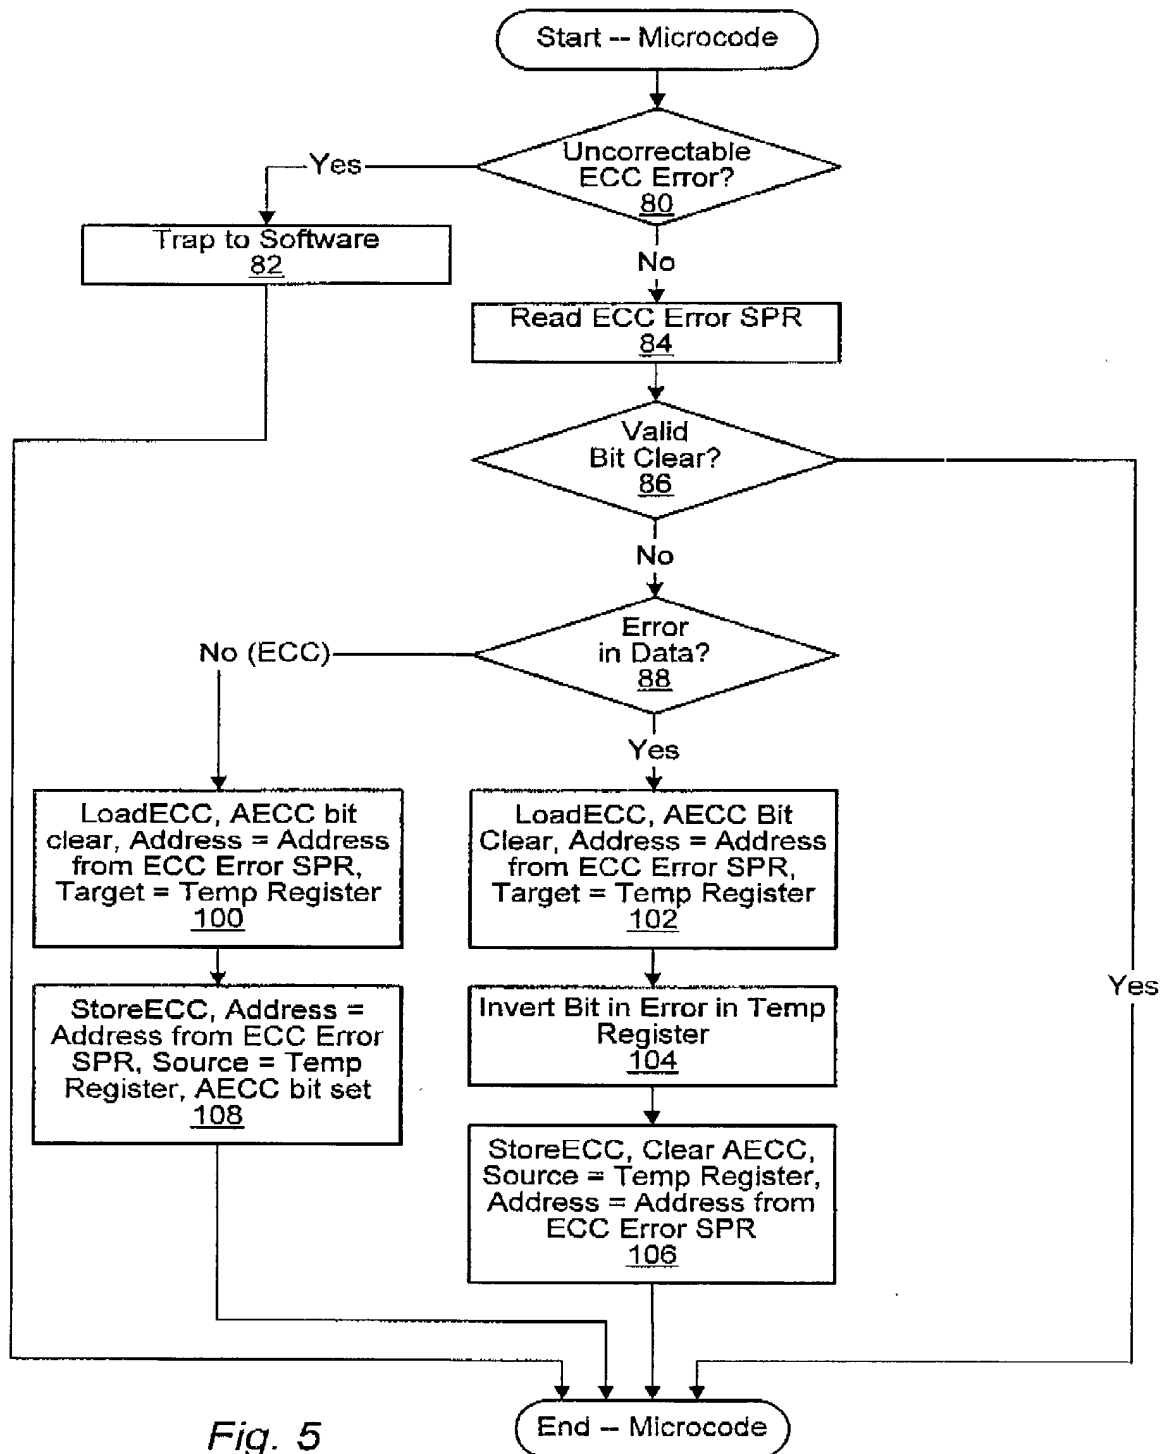 Start -- Microcode
Uncorrectable
ECC Error?
80
Yes
Trap to Software
82
No
Read ECC Error SPR
84
Valid
Bit Clear?
86
No
Error
in Data?
88
No (ECC)
Yes
LoadECC, AECC bit
clear, Address = Address
from ECC Error SPR,
Target = Temp Register
100
LoadECC, AECC Bit
Clear, Address = Address
from ECC Error SPR,
Target = Temp Register
102
StoreECC, Address =
Address from ECC Error
SPR, Source = Temp
Register, AECC bit set
108
Invert Bit in Error in Temp
Register
104
Yes
StoreECC, Clear AECC,
Source = Temp Register,
Address = Address from
ECC Error SPR
106
End -- Microcode
Fig. 5